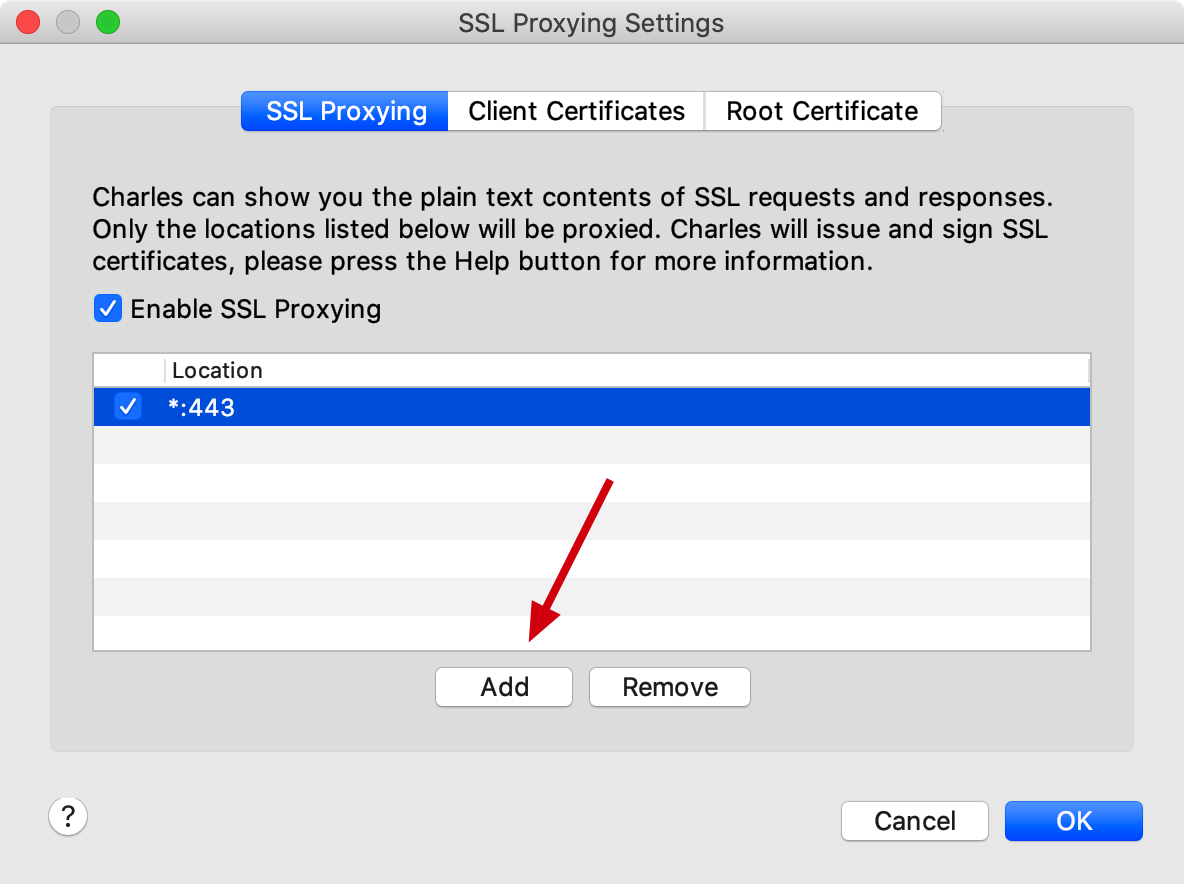 SSL Proxying Settings
SSL Proxying
Client Certificates
Root Certificate
Charles can show you the plain text contents of SSL requests and responses.
Only the locations listed below will be proxied. Charles will issue and sign SSL
certificates, please press the Help button for more information.
Enable SSL Proxying
Location
*:443
Add
Remove
?
Cancel
OK